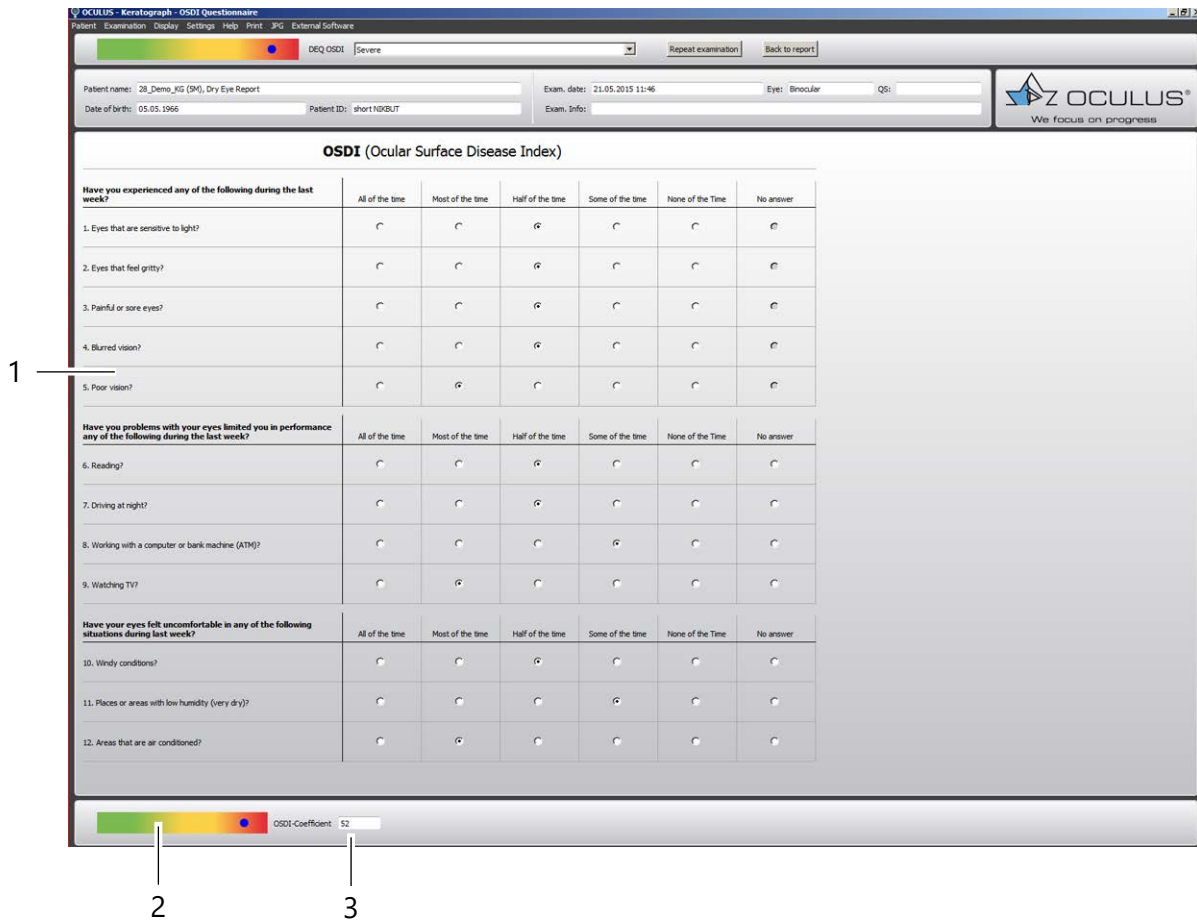 OCULUS - Keratograph - OSDI Questionnaire
Patient Examination Display Settings Help Print JPG External Software
DEQ OSDI Severe Repeat examination Back to report
Patient name: 28_Demo_KG (5M), Dry Eye Report Exam. date: 21.05.2015 11:46 Eye: Binocular QS:
Date of birth: 05.05.1966 Patient ID: short NIKBUT Exam. Info:
OCULUS®
We focus on progress
OSDI (Ocular Surface Disease Index)
Have you experienced any of the following during the last
week? All of the time Most of the time Half of the time Some of the time None of the Time No answer
1. Eyes that are sensitive to light?
2. Eyes that feel gritty?
3. Painful or sore eyes?
4. Blurred vision?
1
5. Poor vision?
Have you problems with your eyes limited you in performance
any of the following during the last week? All of the time Most of the time Half of the time Some of the time None of the Time No answer
6. Reading?
7. Driving at night?
8. Working with a computer or bank machine (ATM)?
9. Watching TV?
Have your eyes felt uncomfortable in any of the following
situations during last week? All of the time Most of the time Half of the time Some of the time None of the Time No answer
10. Windy conditions?
11. Places or areas with low humidity (very dry)?
12. Areas that are air conditioned?
OSDI-Coefficient 52
2 3